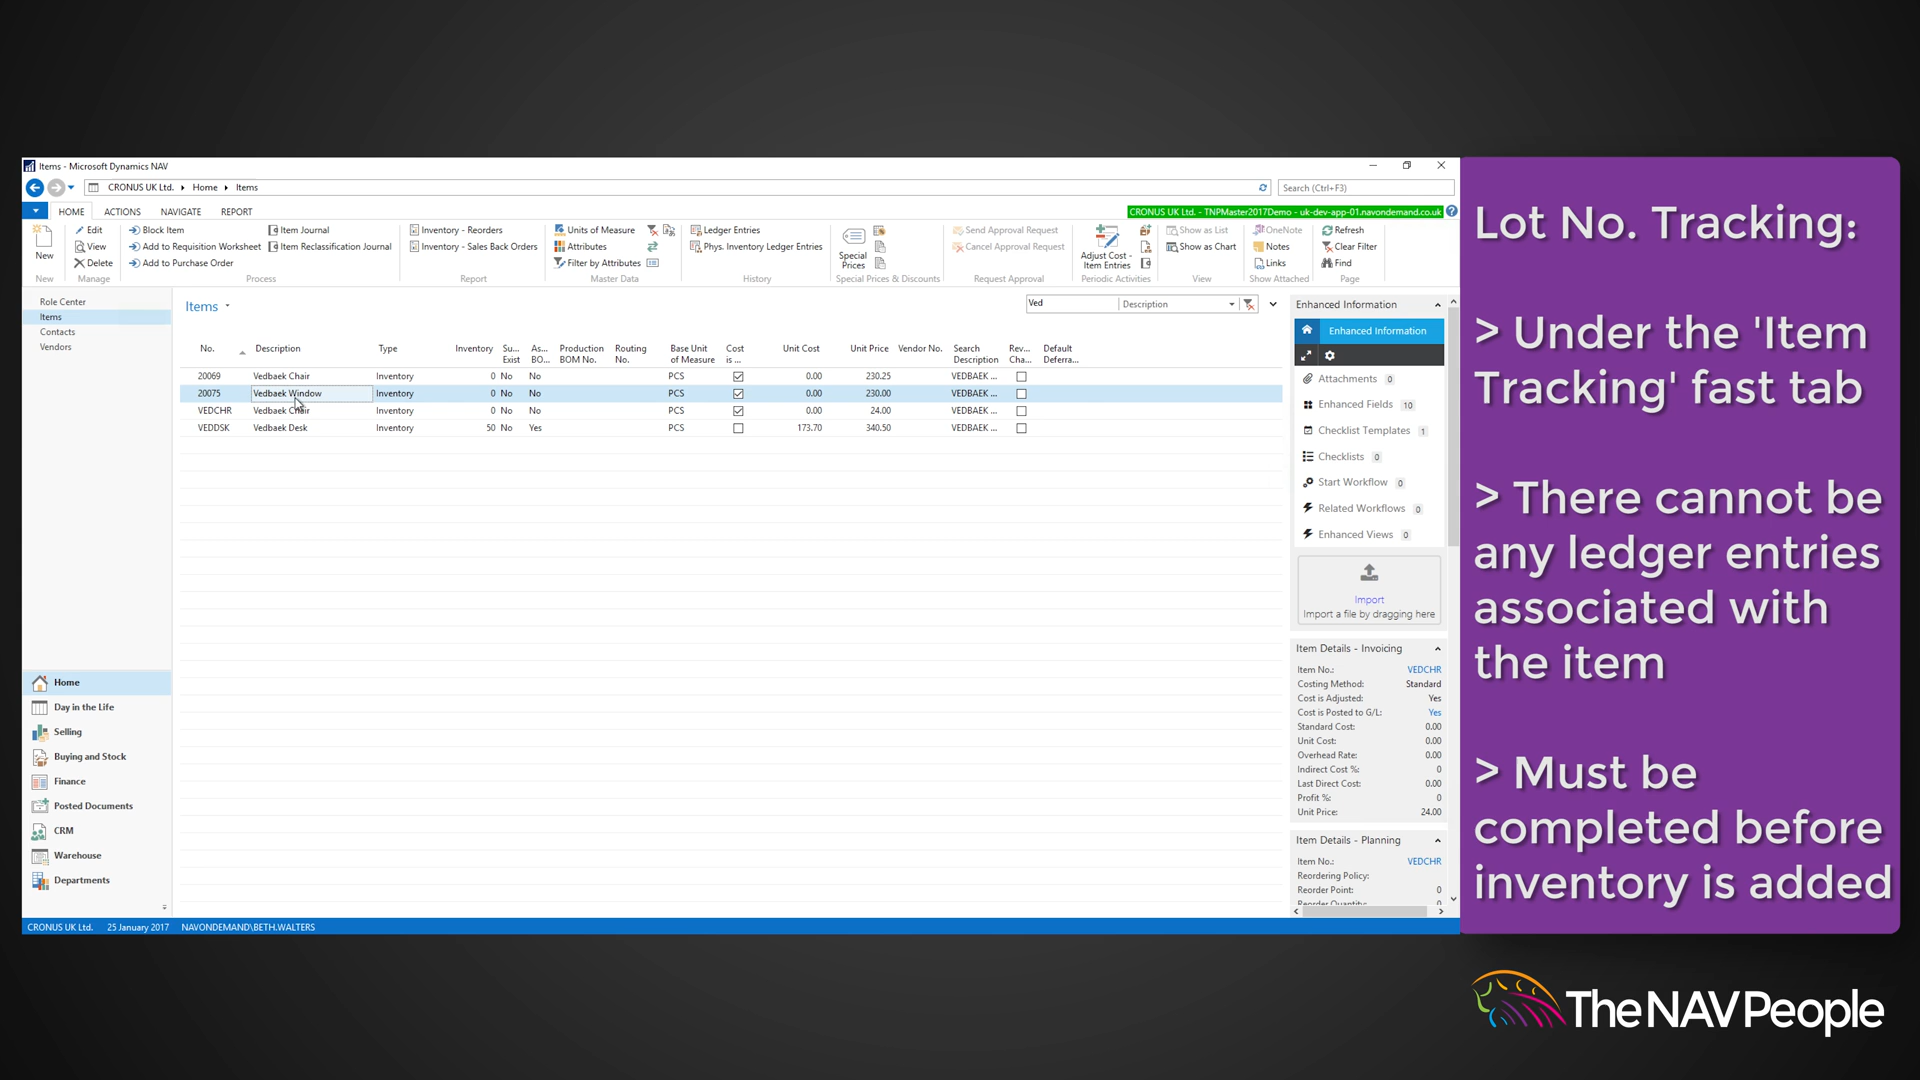 Items - Microsoft Dynamics NAV
CRONUS UK Ltd. Home Items
Search (Ctrl+F3)
HOME ACTIONS NAVIGATE REPORT
CRONUS UK Ltd. - TNPMaster2017Demo - uk-dev-app-01.navondemand.co.uk
New
Edit
View
Delete
Block Item
Add to Requisition Worksheet
Add to Purchase Order
Item Journal
Item Reclassification Journal
Inventory - Reorders
Inventory - Sales Back Orders
Units of Measure
Attributes
Filter by Attributes
Ledger Entries
Phys. Inventory Ledger Entries
Special
Prices
Send Approval Request
Cancel Approval Request
Adjust Cost -
Item Entries
Show as List
Show as Chart
OneNote
Notes
Links
Refresh
Clear Filter
Find
New Manage Process Report Master Data History Special Prices & Discounts Request Approval Periodic Activities View Show Attached Page
Role Center
Items
Contacts
Vendors
Items
Ved Description
No. Description Type Inventory Su... Exist As... BO... Production BOM No. Routing No. Base Unit of Measure Cost is ... Unit Cost Unit Price Vendor No. Search Description Rev... Cha... Default Deferra...
20069 Vedbaek Chair Inventory 0 No No PCS 0.00 230.25 VEDBAEK ...
20075 Vedbaek Window Inventory 0 No No PCS 0.00 230.00 VEDBAEK ...
VEDCHR Vedbaek Chair Inventory 0 No No PCS 0.00 24.00 VEDBAEK ...
VEDDSK Vedbaek Desk Inventory 50 No Yes PCS 173.70 340.50 VEDBAEK ...
Home
Day in the Life
Selling
Buying and Stock
Finance
Posted Documents
CRM
Warehouse
Departments
Enhanced Information
Enhanced Information
Attachments 0
Enhanced Fields 10
Checklist Templates 1
Checklists 0
Start Workflow 0
Related Workflows 0
Enhanced Views 0
Import
Import a file by dragging here
Item Details - Invoicing
Item No.: VEDCHR
Costing Method: Standard
Cost is Adjusted: Yes
Cost is Posted to G/L: Yes
Standard Cost: 0.00
Unit Cost: 0.00
Overhead Rate: 0.00
Indirect Cost %: 0
Last Direct Cost: 0.00
Profit %: 0
Unit Price: 24.00
Item Details - Planning
Item No.: VEDCHR
Reordering Policy:
Reorder Point: 0
Reorder Quantity: 0
CRONUS UK Ltd. 25 January 2017 NAVONDEMAND\BETH.WALTERS
Lot No. Tracking:
> Under the 'Item
Tracking' fast tab
> There cannot be
any ledger entries
associated with
the item
> Must be
completed before
inventory is added
TheNAVPeople